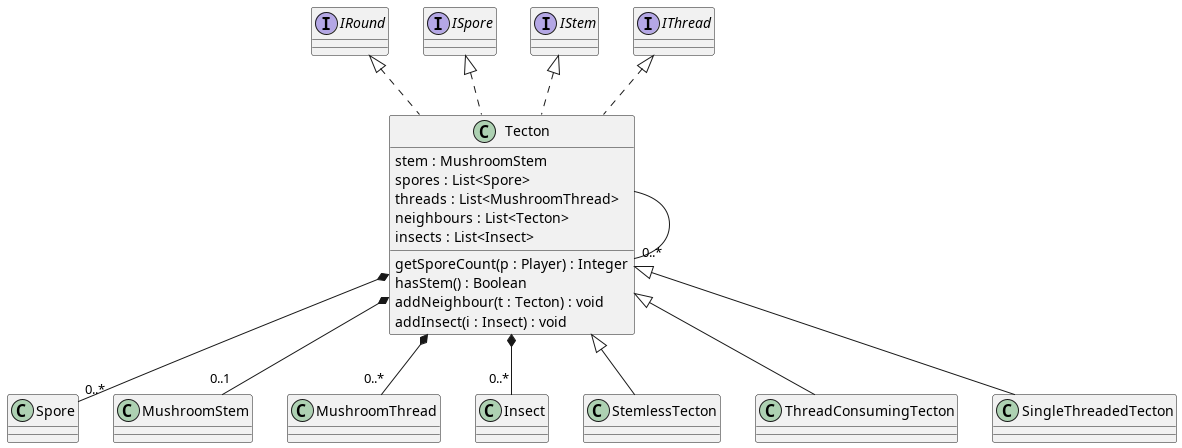 I IRound
I ISpore
I IStem
I IThread
C Tecton
stem : MushroomStem
spores : List<Spore>
threads : List<MushroomThread>
neighbours : List<Tecton>
insects : List<Insect>
0..*
getSporeCount(p : Player) : Integer
hasStem() : Boolean
addNeighbour(t : Tecton) : void
addInsect(i : Insect) : void
0..*
0..1
0..*
0..*
C Spore
C MushroomStem
C MushroomThread
C Insect
C StemlessTecton
C ThreadConsumingTecton
C SingleThreadedTecton